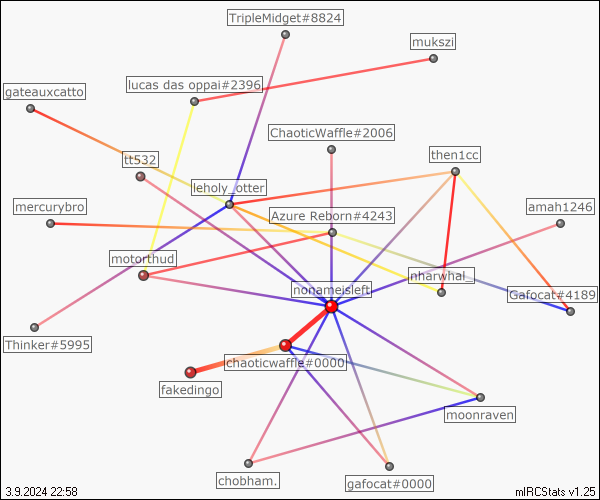 TripleMidget#8824
mukszi
lucas das oppai#2396
gateauxcatto
ChaoticWaffle#2006
tt532
then1cc
leholy_otter
mercurybro
Azure Reborn#4243
amah1246
motorthud
nharwhal_
nonameisleft
Gafocat#4189
Thinker#5995
chaoticwaffle#0000
fakedingo
moonraven
chobham.
gafocat#0000
3.9.2024 22:58
mIRCStats v1.25